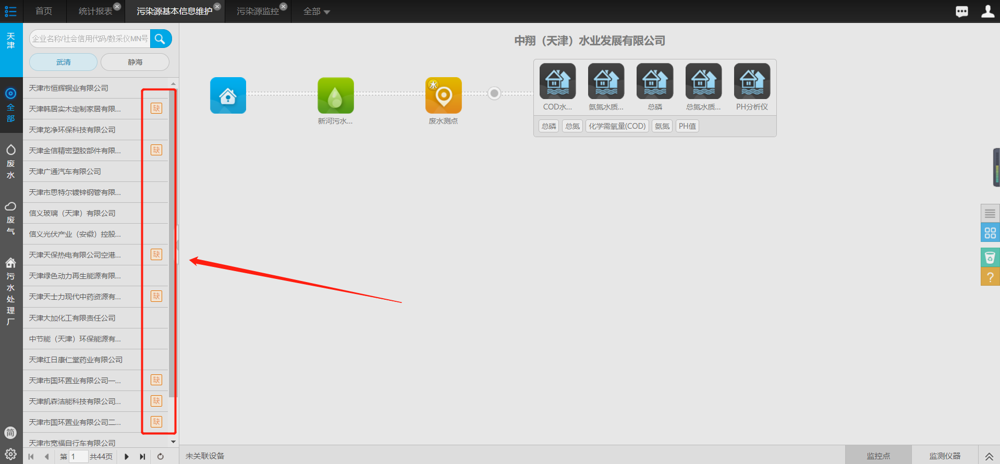 首页
统计报表
污染源基本信息维护
污染源监控
全部
天津
企业名称/社会信用代码/数采仪MN号
武清
静海
全部
废水
废气
污水处理厂
简
天津市恒辉铜业有限公司
天津韩居实木定制家居有限... 缺
天津龙净环保科技有限公司
天津金信精密塑胶部件有限... 缺
天津广通汽车有限公司
天津市思特尔镀锌钢管有限...
信义玻璃（天津）有限公司
信义光伏产业（安徽）控股...
天津天保热电有限公司空港... 缺
天津绿色动力再生能源有限...
天津天士力现代中药资源有... 缺
天津大加化工有限责任公司
中节能（天津）环保能源有...
天津红日康仁堂药业有限公司
天津市国环置业有限公司一... 缺
天津凯森洁能科技有限公司... 缺
天津市国环置业有限公司二... 缺
天津市宽福自行车有限公司
第 1 共44页
中翔（天津）水业发展有限公司
新河污水...
水
废水测点
COD水...
氨氮水质...
总磷
总氮水质...
PH分析仪
总磷
总氮
化学需氧量(COD)
氨氮
PH值
?
未关联设备
监控点
监测仪器